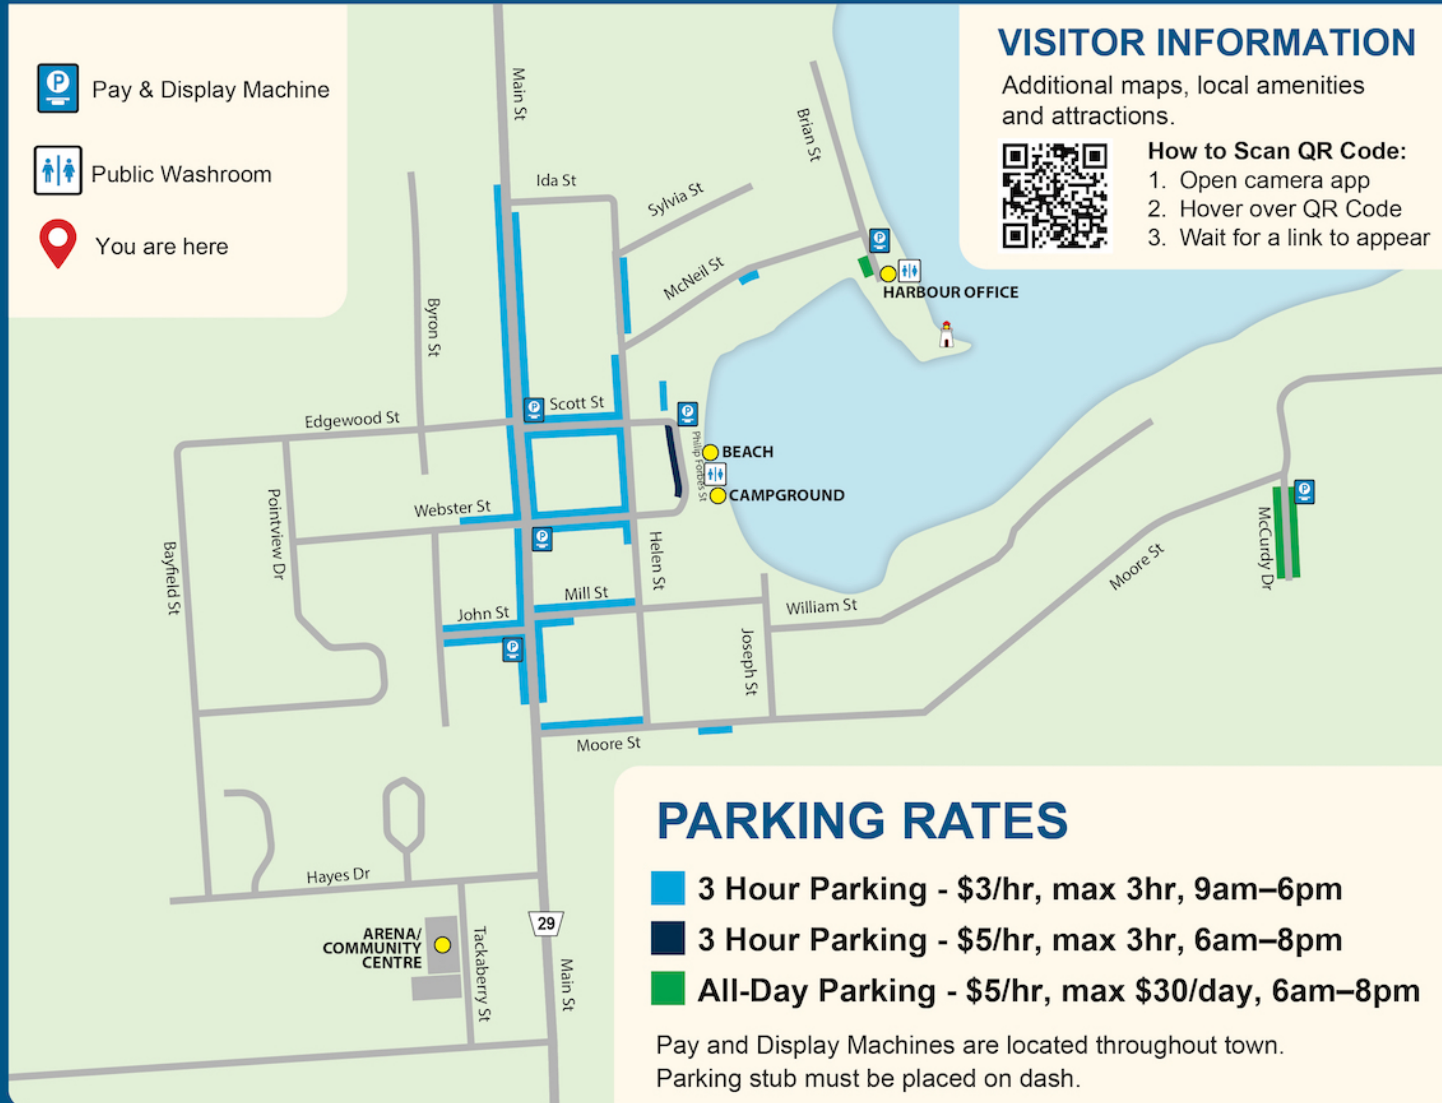 Pay & Display Machine
Public Washroom
You are here
VISITOR INFORMATION
Additional maps, local amenities
and attractions.
How to Scan QR Code:
1. Open camera app
2. Hover over QR Code
3. Wait for a link to appear
Main St
Brian St
Ida St
Sylvia St
McNeil St
HARBOUR OFFICE
Byron St
Scott St
Edgewood St
Philip Forbes St
BEACH
CAMPGROUND
Webster St
Pointview Dr
Bayfield St
Helen St
Mill St
John St
William St
Joseph St
Moore St
McCurdy Dr
Moore St
Hayes Dr
29
ARENA/
COMMUNITY
CENTRE
Tackaberry St
Main St
PARKING RATES
3 Hour Parking - $3/hr, max 3hr, 9am–6pm
3 Hour Parking - $5/hr, max 3hr, 6am–8pm
All-Day Parking - $5/hr, max $30/day, 6am–8pm
Pay and Display Machines are located throughout town.
Parking stub must be placed on dash.